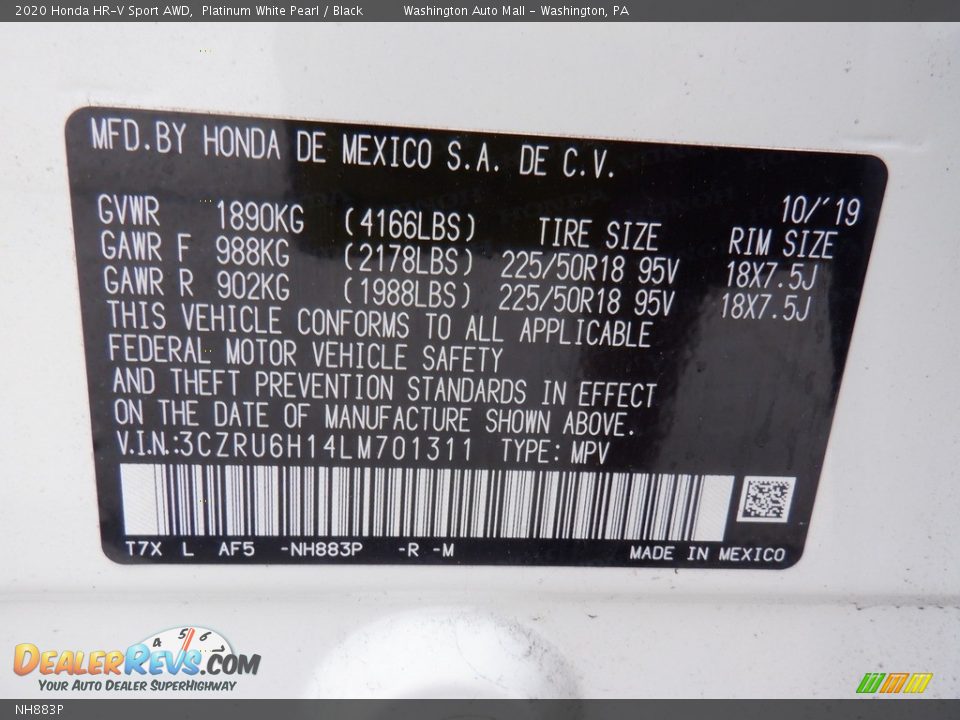 2020 Honda HR-V Sport AWD, Platinum White Pearl / Black Washington Auto Mall - Washington, PA
MFD.BY HONDA DE MEXICO S.A. DE C.V.
10/'19
GVWR 1890KG (4166LBS) TIRE SIZE RIM SIZE
GAWR F 988KG (2178LBS) 225/50R18 95V 18X7.5J
GAWR R 902KG (1988LBS) 225/50R18 95V 18X7.5J
THIS VEHICLE CONFORMS TO ALL APPLICABLE
FEDERAL MOTOR VEHICLE SAFETY
AND THEFT PREVENTION STANDARDS IN EFFECT
ON THE DATE OF MANUFACTURE SHOWN ABOVE.
V.I.N.:3CZRU6H14LM701311 TYPE: MPV
T7X L AF5 -NH883P -R -M MADE IN MEXICO
4 5 6
DEALERREVS.COM
YOUR AUTO DEALER SUPERHIGHWAY
NH883P